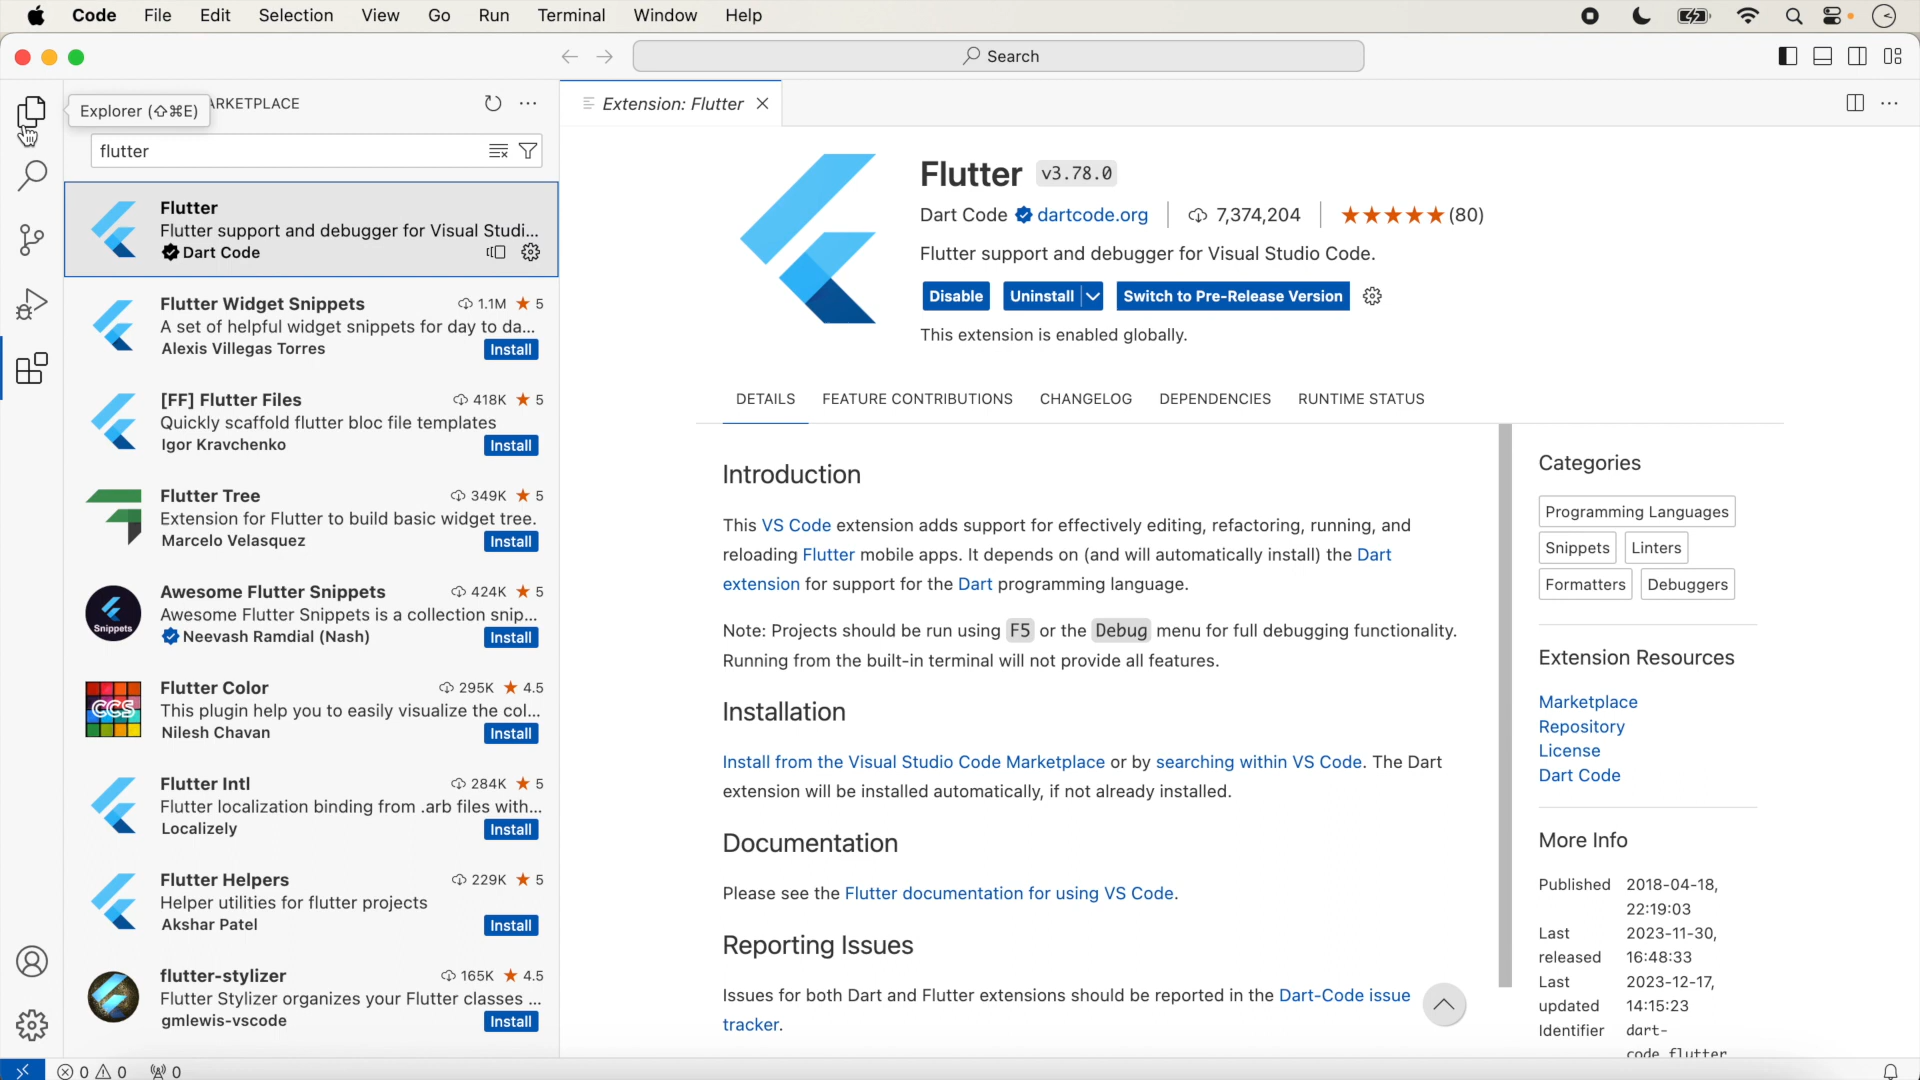 Code File Edit Selection View Go Run Terminal Window Help
Search
Explorer (⇧⌘E)
ARKETPLACE
Extension: Flutter
flutter
Flutter
Flutter support and debugger for Visual Studi...
Dart Code
Flutter Widget Snippets 1.1M ★ 5
A set of helpful widget snippets for day to da...
Alexis Villegas Torres Install
[FF] Flutter Files 418K ★ 5
Quickly scaffold flutter bloc file templates
Igor Kravchenko Install
Flutter Tree 349K ★ 5
Extension for Flutter to build basic widget tree.
Marcelo Velasquez Install
Snippets
Awesome Flutter Snippets 424K ★ 5
Awesome Flutter Snippets is a collection snip...
Neevash Ramdial (Nash) Install
CCS
Flutter Color 295K ★ 4.5
This plugin help you to easily visualize the col...
Nilesh Chavan Install
Flutter Intl 284K ★ 5
Flutter localization binding from .arb files with...
Localizely Install
Flutter Helpers 229K ★ 5
Helper utilities for flutter projects
Akshar Patel Install
flutter-stylizer 165K ★ 4.5
Flutter Stylizer organizes your Flutter classes ...
gmlewis-vscode Install
Flutter v3.78.0
Dart Code dartcode.org 7,374,204 ★★★★★ (80)
Flutter support and debugger for Visual Studio Code.
Disable Uninstall Switch to Pre-Release Version
This extension is enabled globally.
DETAILS FEATURE CONTRIBUTIONS CHANGELOG DEPENDENCIES RUNTIME STATUS
Introduction
This VS Code extension adds support for effectively editing, refactoring, running, and
reloading Flutter mobile apps. It depends on (and will automatically install) the Dart
extension for support for the Dart programming language.
Note: Projects should be run using F5 or the Debug menu for full debugging functionality.
Running from the built-in terminal will not provide all features.
Installation
Install from the Visual Studio Code Marketplace or by searching within VS Code. The Dart
extension will be installed automatically, if not already installed.
Documentation
Please see the Flutter documentation for using VS Code.
Reporting Issues
Issues for both Dart and Flutter extensions should be reported in the Dart-Code issue
tracker.
Categories
Programming Languages
Snippets Linters
Formatters Debuggers
Extension Resources
Marketplace
Repository
License
Dart Code
More Info
Published 2018-04-18,
22:19:03
Last 2023-11-30,
released 16:48:33
Last 2023-12-17,
updated 14:15:23
Identifier dart-
code.flutter
0 0 0